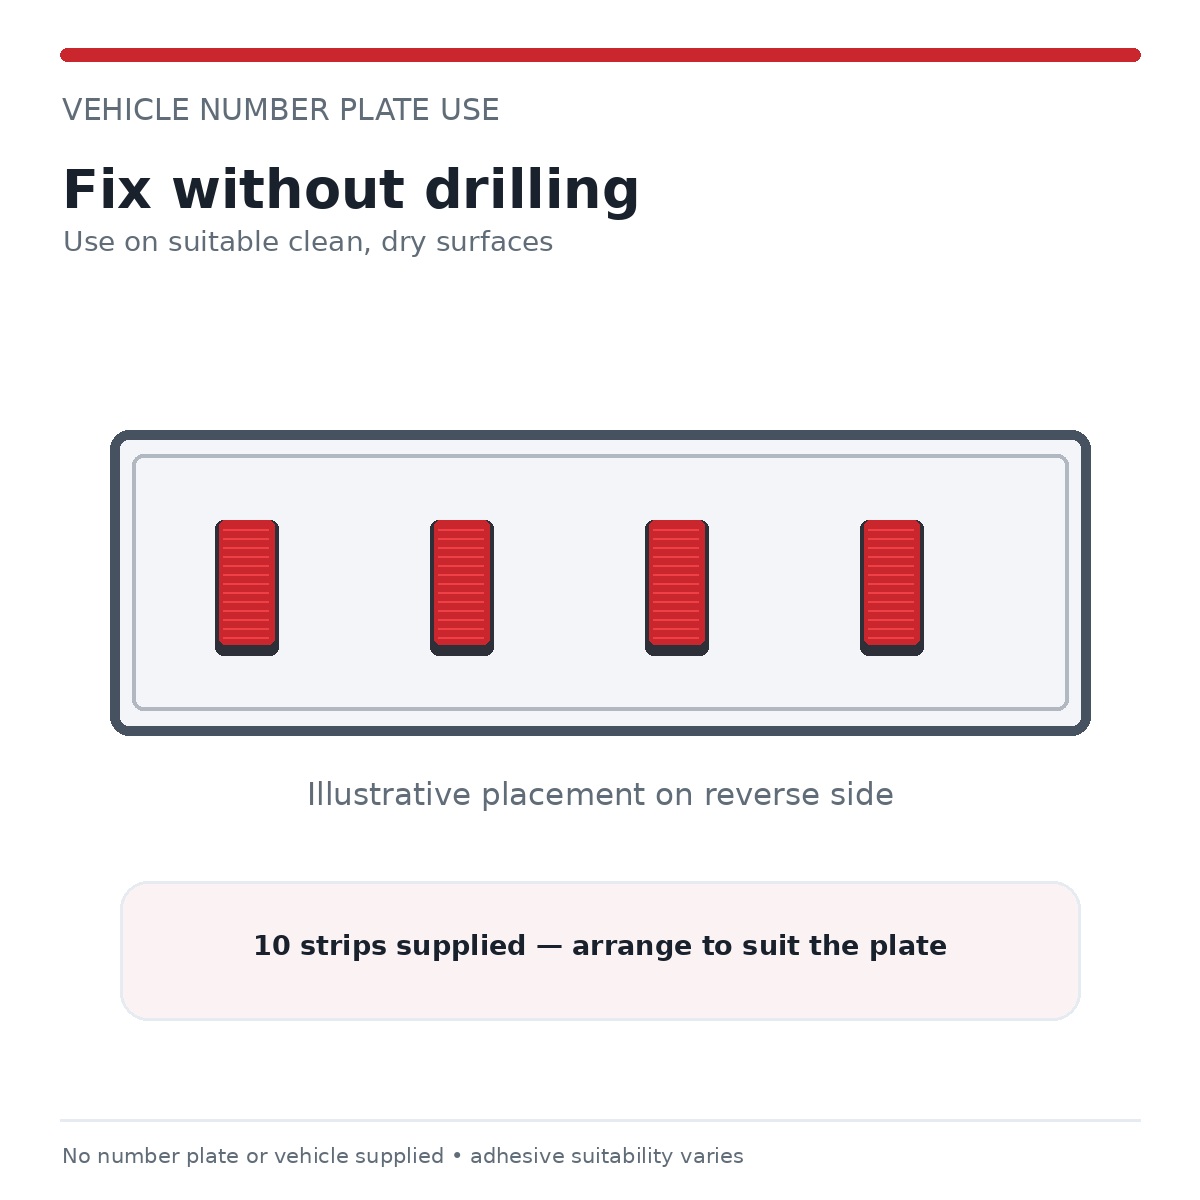 VEHICLE NUMBER PLATE USE
Fix without drilling
Use on suitable clean, dry surfaces
Illustrative placement on reverse side
10 strips supplied — arrange to suit the plate
No number plate or vehicle supplied • adhesive suitability varies